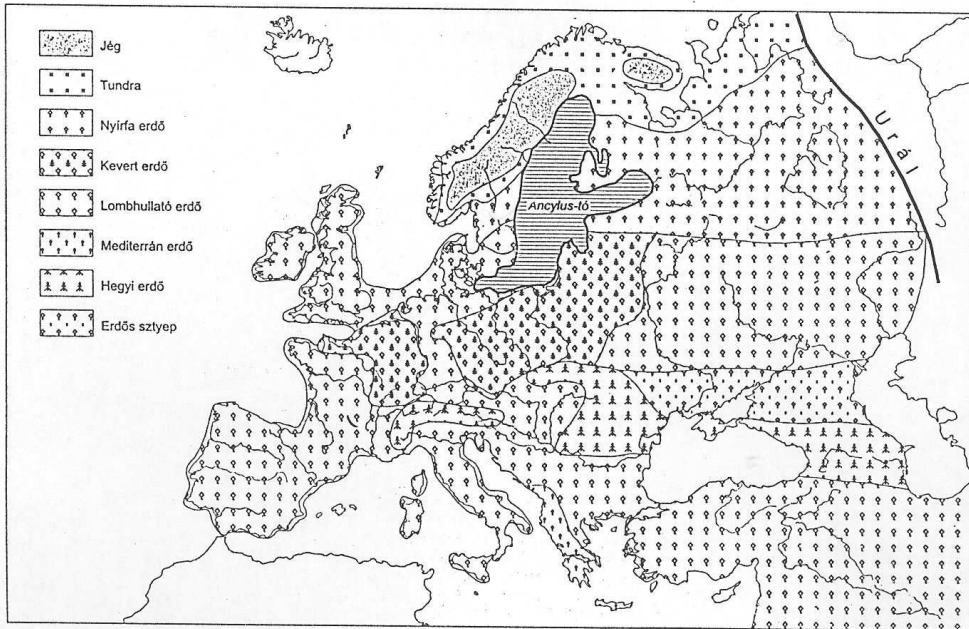 Jég
Tundra
Nyírfa erdő
Kevert erdő
Lombhullató erdő
Mediterrán erdő
Hegyi erdő
Erdős sztyep
Ancylus-tó
Urál